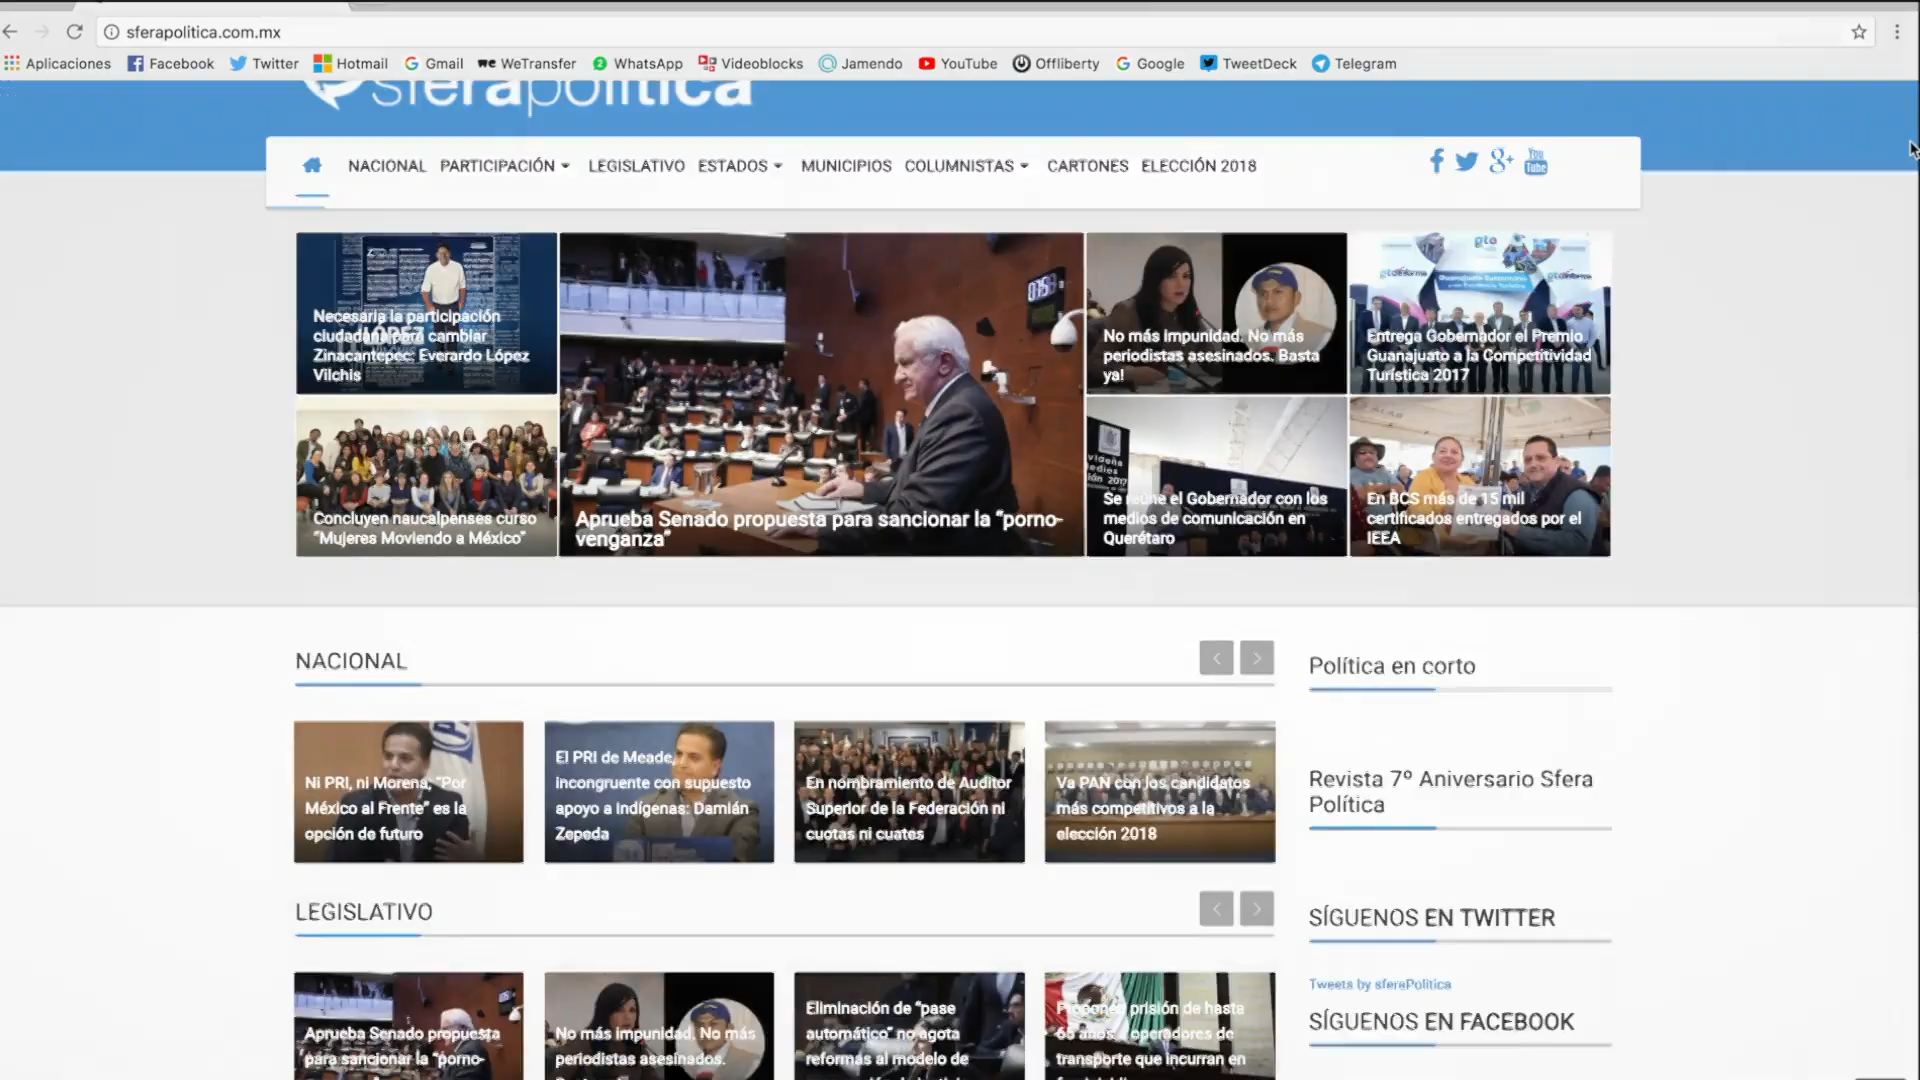 sferapolitica.com.mx
Aplicaciones Facebook Twitter Hotmail Gmail WeTransfer WhatsApp Videoblocks Jamendo YouTube Offliberty Google TweetDeck Telegram
sferapolítica
NACIONAL PARTICIPACIÓN LEGISLATIVO ESTADOS MUNICIPIOS COLUMNISTAS CARTONES ELECCIÓN 2018
You
Tube
Necesaria la participación
ciudadana para cambiar
Zinacantepec: Everardo López
Vilchis
Concluyen naucalpenses curso
"Mujeres Moviendo a México"
Aprueba Senado propuesta para sancionar la "porno-
venganza"
No más impunidad. No más
periodistas asesinados. Basta
ya!
Entrega Gobernador el Premio
Guanajuato a la Competitividad
Turística 2017
Se reúne el Gobernador con los
medios de comunicación en
Querétaro
En BCS más de 15 mil
certificados entregados por el
IEEA
NACIONAL
Ni PRI, ni Morena; "Por
México al Frente" es la
opción de futuro
El PRI de Meade,
incongruente con supuesto
apoyo a indígenas: Damián
Zepeda
En nombramiento de Auditor
Superior de la Federación ni
cuotas ni cuates
Va PAN con los candidatos
más competitivos a la
elección 2018
LEGISLATIVO
Aprueba Senado propuesta
para sancionar la "porno-
No más impunidad. No más
periodistas asesinados.
Eliminación de "pase
automático" no agota
reformas al modelo de
Proponen prisión de hasta
65 años a operadores de
transporte que incurran en
Política en corto
Revista 7º Aniversario Sfera
Política
SÍGUENOS EN TWITTER
Tweets by sferaPolitica
SÍGUENOS EN FACEBOOK